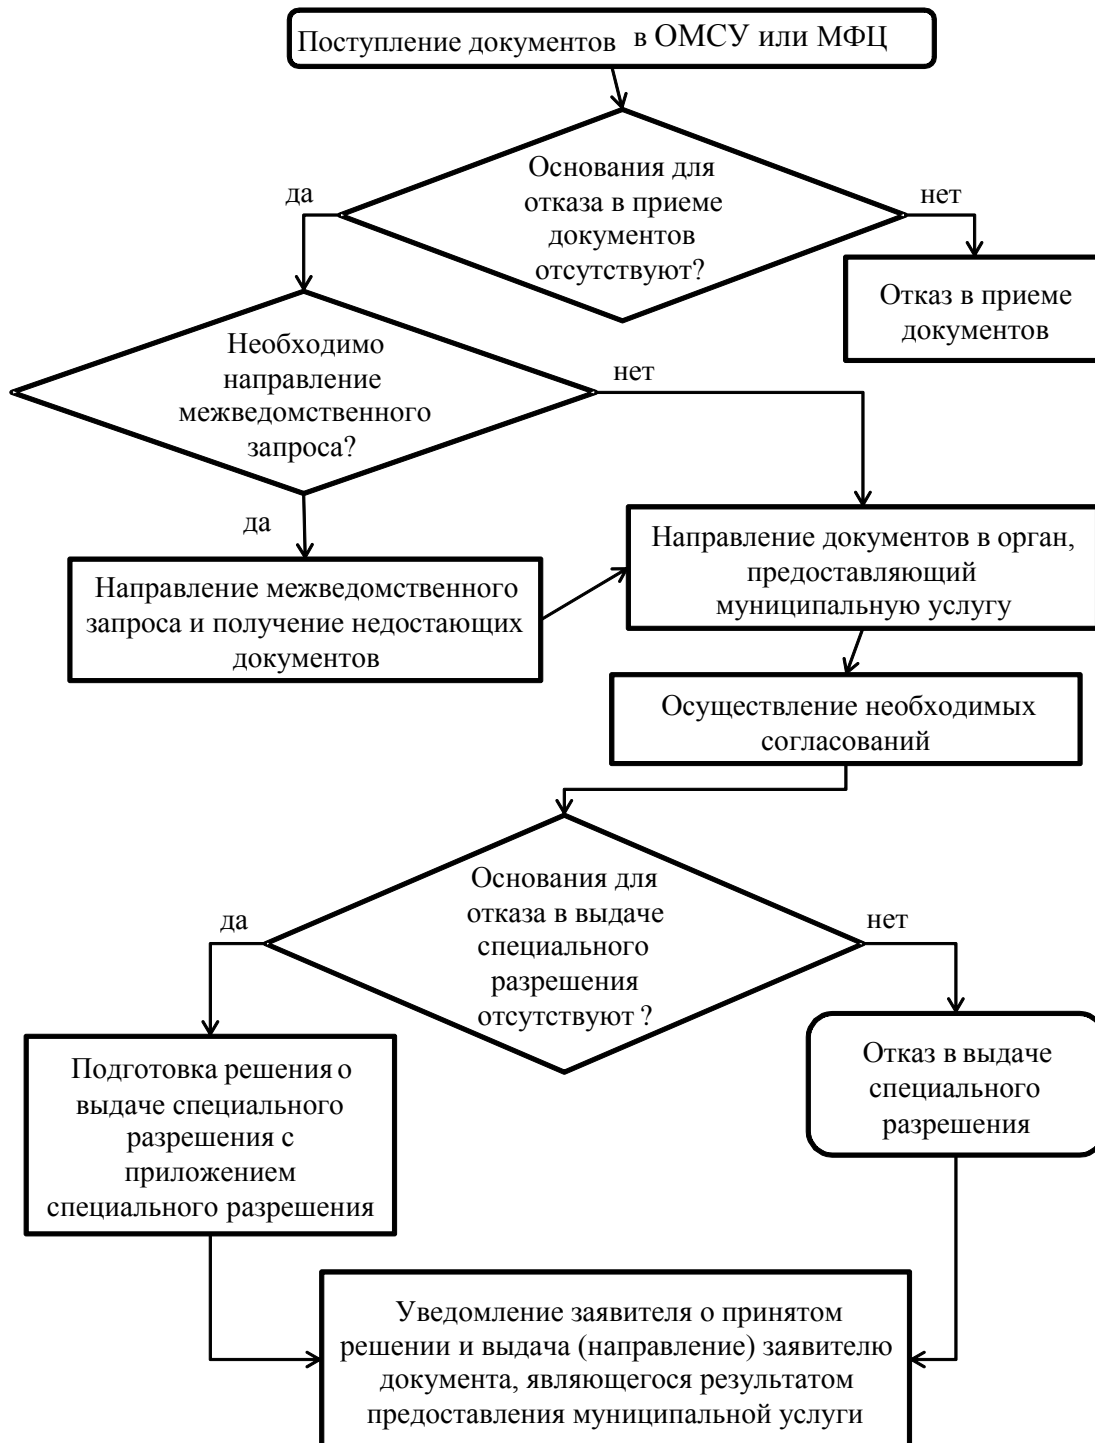 Поступление документов в ОМСУ или МФЦ
Основания для
отказа в приеме
документов
отсутствуют?
да
нет
Отказ в приеме
документов
Необходимо
направление
межведомственного
запроса?
нет
да
Направление документов в орган,
предоставляющий
муниципальную услугу
Направление межведомственного
запроса и получение недостающих
документов
Осуществление необходимых
согласований
Основания для
отказа в выдаче
специального
разрешения
отсутствуют ?
да
нет
Подготовка решения о
выдаче специального
разрешения с
приложением
специального разрешения
Отказ в выдаче
специального
разрешения
Уведомление заявителя о принятом
решении и выдача (направление) заявителю
документа, являющегося результатом
предоставления муниципальной услуги